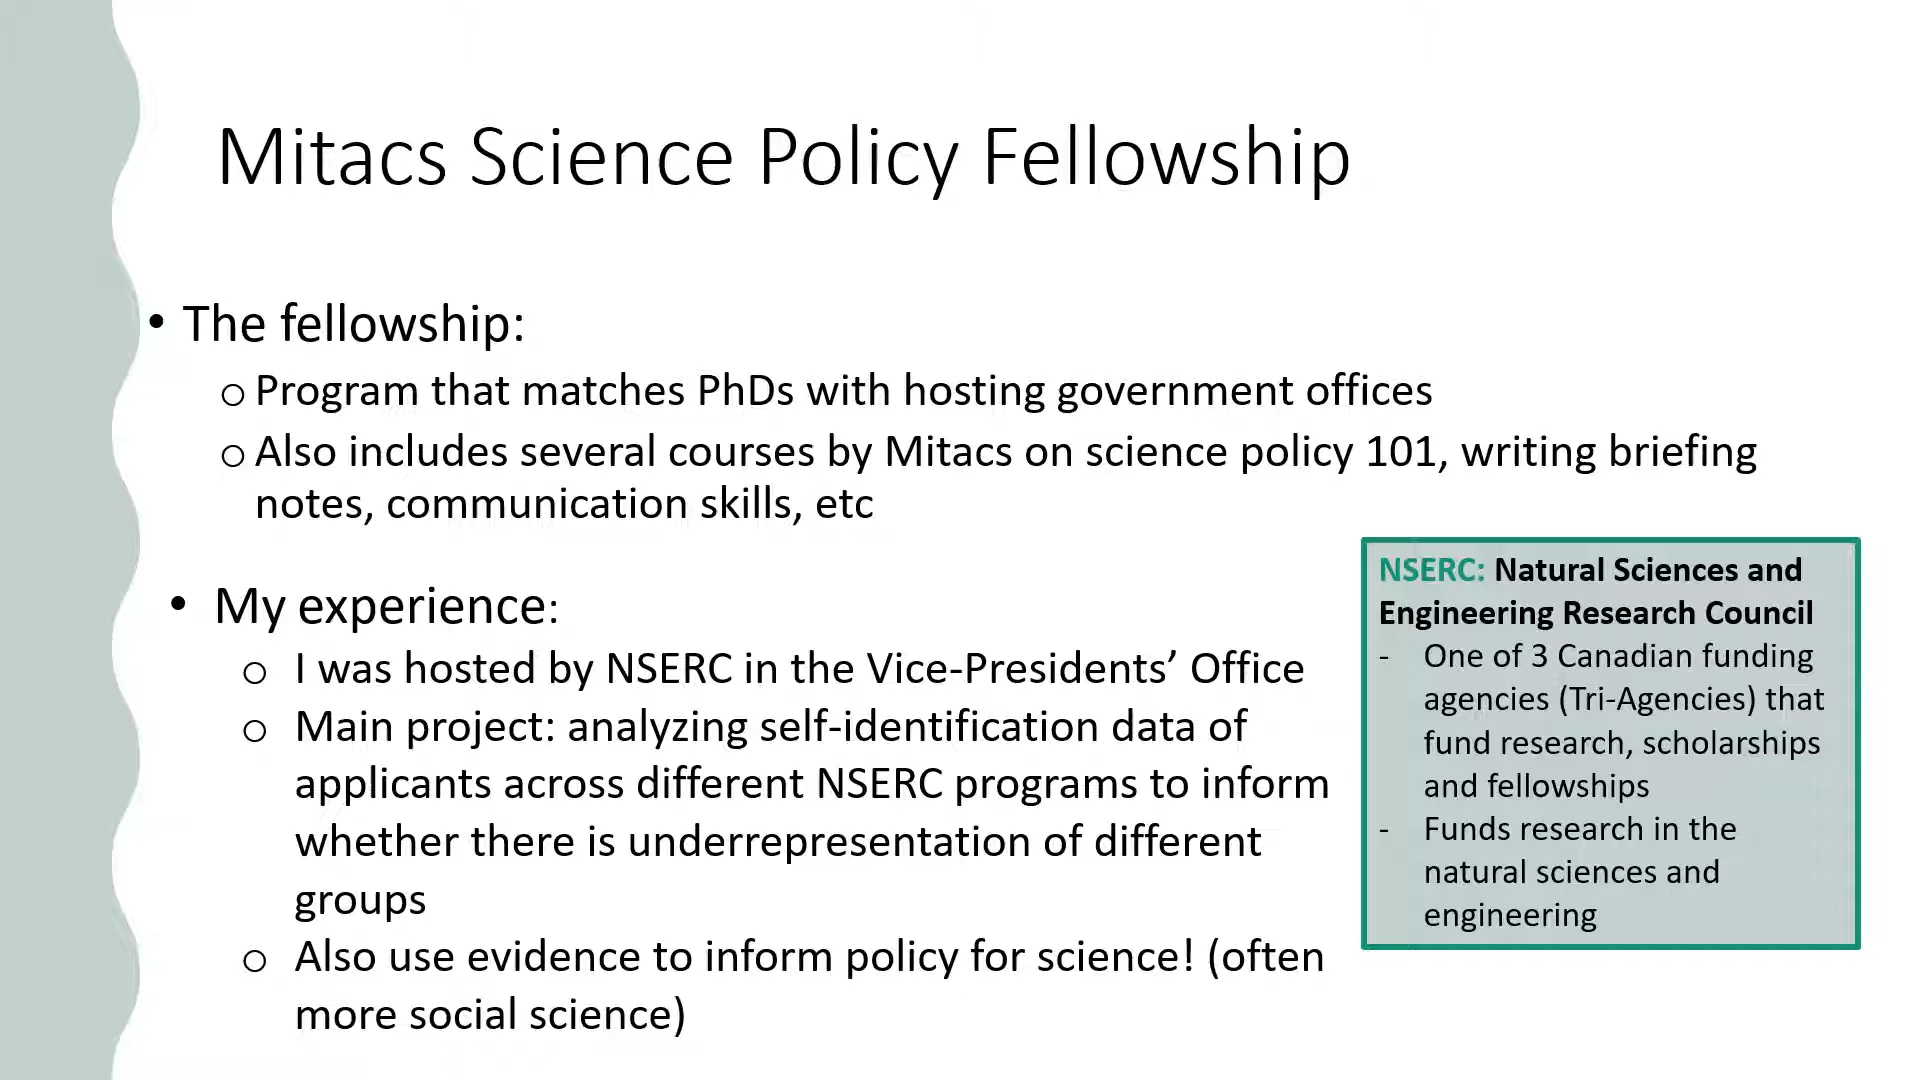 Mitacs Science Policy Fellowship
• The fellowship:
o Program that matches PhDs with hosting government offices
o Also includes several courses by Mitacs on science policy 101, writing briefing
notes, communication skills, etc
• My experience:
o I was hosted by NSERC in the Vice-Presidents’ Office
o Main project: analyzing self-identification data of
applicants across different NSERC programs to inform
whether there is underrepresentation of different
groups
o Also use evidence to inform policy for science! (often
more social science)
NSERC: Natural Sciences and
Engineering Research Council
- One of 3 Canadian funding
agencies (Tri-Agencies) that
fund research, scholarships
and fellowships
- Funds research in the
natural sciences and
engineering